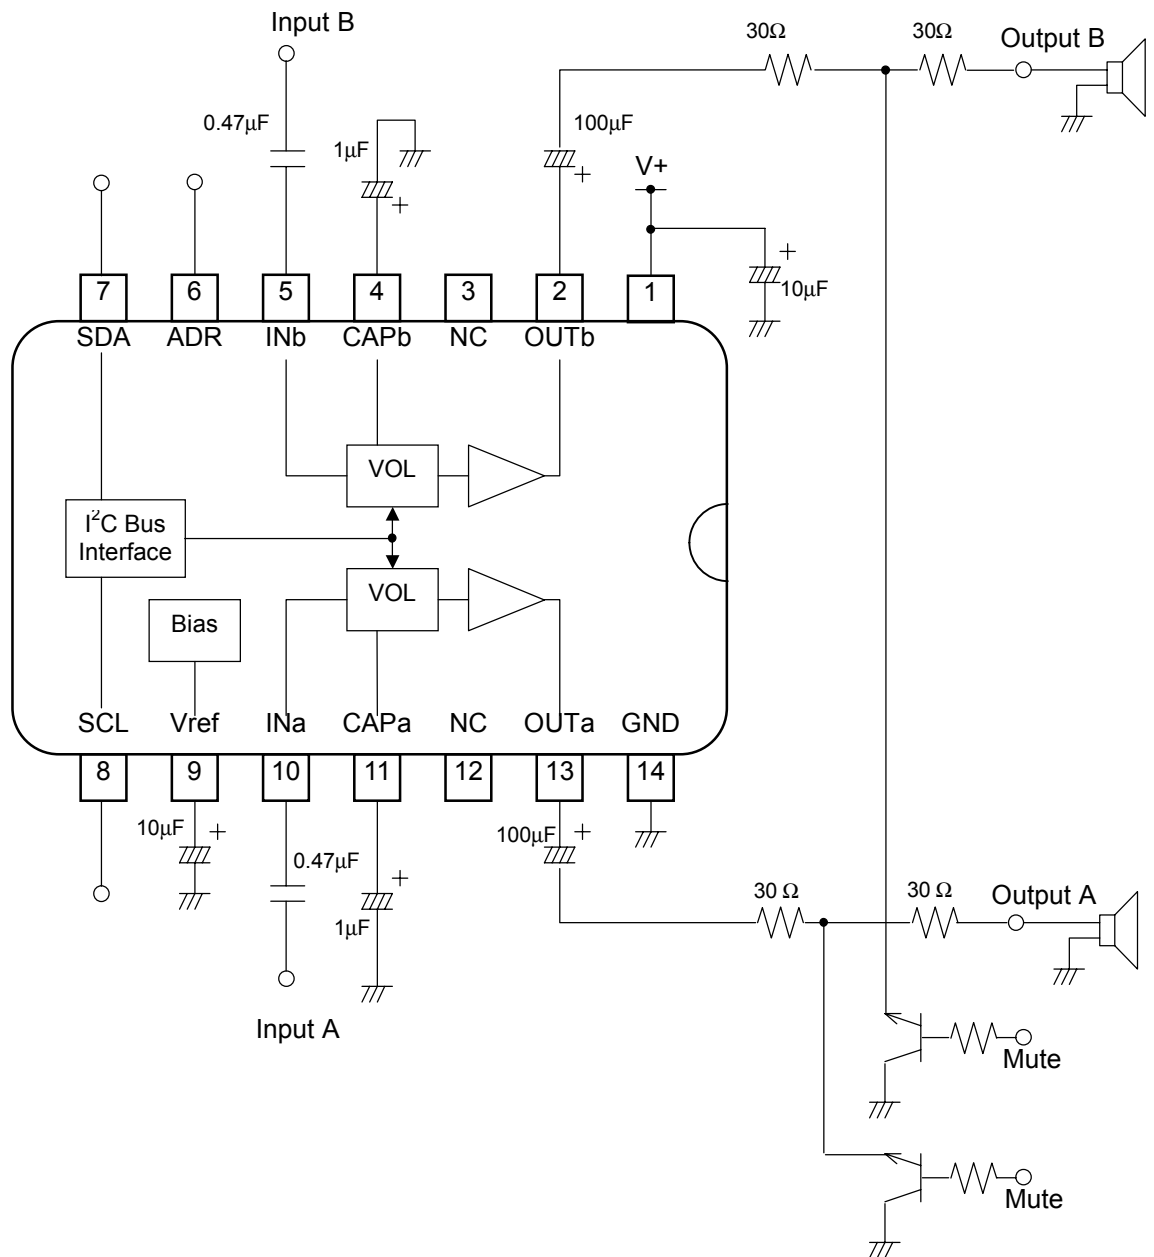 Input B
30Ω
30Ω
Output B
0.47μF
1μF
+
100μF
+
V+
+
10μF
7
6
5
4
3
2
1
SDA
ADR
INb
CAPb
NC
OUTb
VOL
I²C Bus
Interface
VOL
Bias
SCL
Vref
INa
CAPa
NC
OUTa
GND
8
9
10
11
12
13
14
10μF
+
0.47μF
+
1μF
100μF
+
30 Ω
30 Ω
Output A
Input A
Mute
Mute